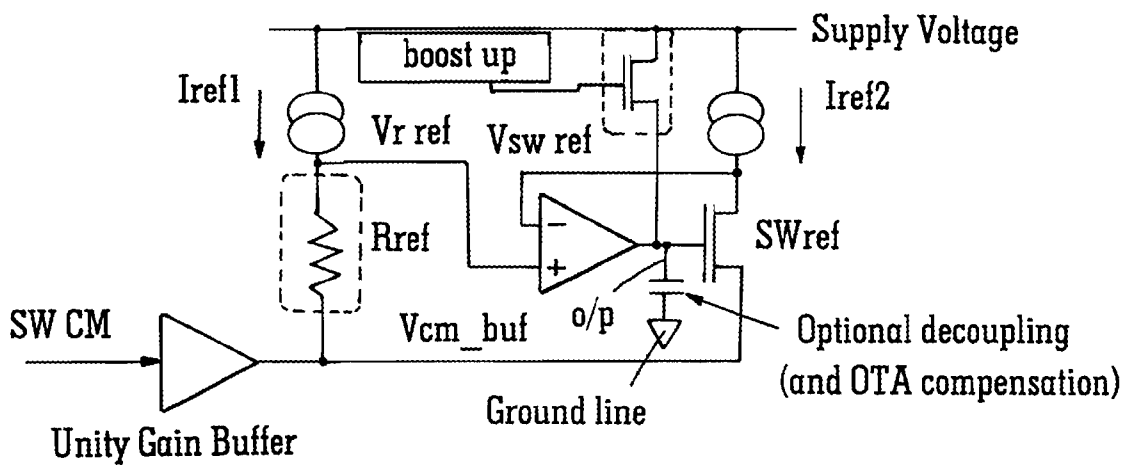 Supply Voltage
boost up
Iref1
Iref2
Vr ref
Vsw ref
Rref
−
+
SWref
o/p
SW CM
Vcm_buf
Optional decoupling
(and OTA compensation)
Ground line
Unity Gain Buffer